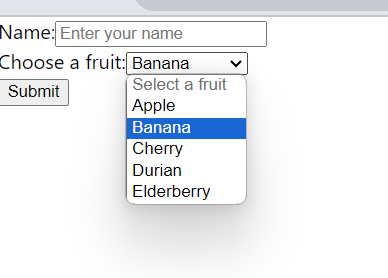 Name: Enter your name
Choose a fruit: Banana
Select a fruit
Apple
Banana
Cherry
Durian
Elderberry
Submit